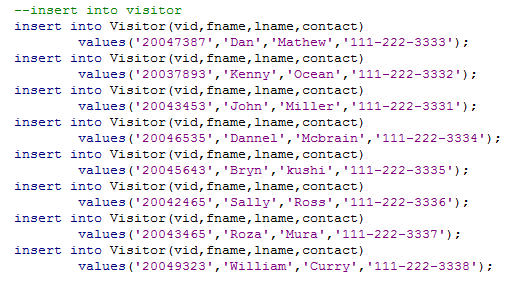 --insert into visitor
insert into Visitor(vid,fname,lname,contact)
values('20047387','Dan','Mathew','111-222-3333');
insert into Visitor(vid,fname,lname,contact)
values('20037893','Kenny','Ocean','111-222-3332');
insert into Visitor(vid,fname,lname,contact)
values('20043453','John','Miller','111-222-3331');
insert into Visitor(vid,fname,lname,contact)
values('20046535','Dannel','Mcbrain','111-222-3334');
insert into Visitor(vid,fname,lname,contact)
values('20045643','Bryn','kushi','111-222-3335');
insert into Visitor(vid,fname,lname,contact)
values('20042465','Sally','Ross','111-222-3336');
insert into Visitor(vid,fname,lname,contact)
values('20043465','Roza','Mura','111-222-3337');
insert into Visitor(vid,fname,lname,contact)
values('20049323','William','Curry','111-222-3338');